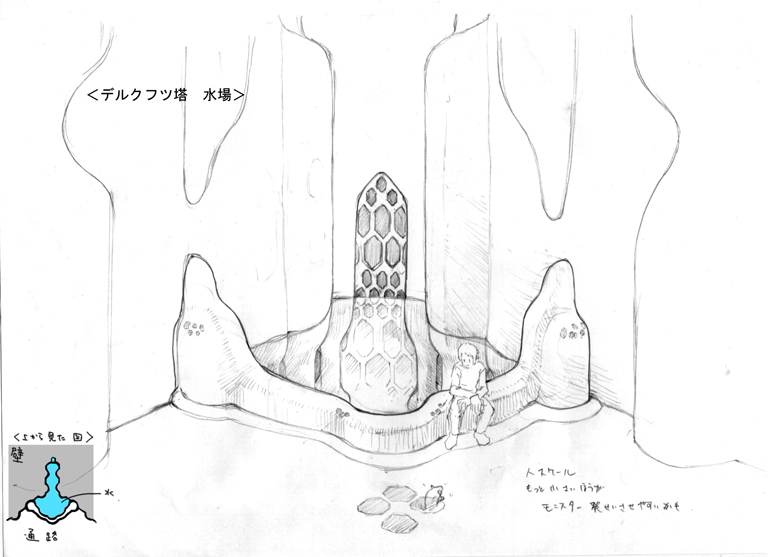 ＜デルクフツ塔　水場＞
＜上から見た図＞
壁
水
通路
人スケール
もっと小さいほうが
モンスター発せいさせやすいかも